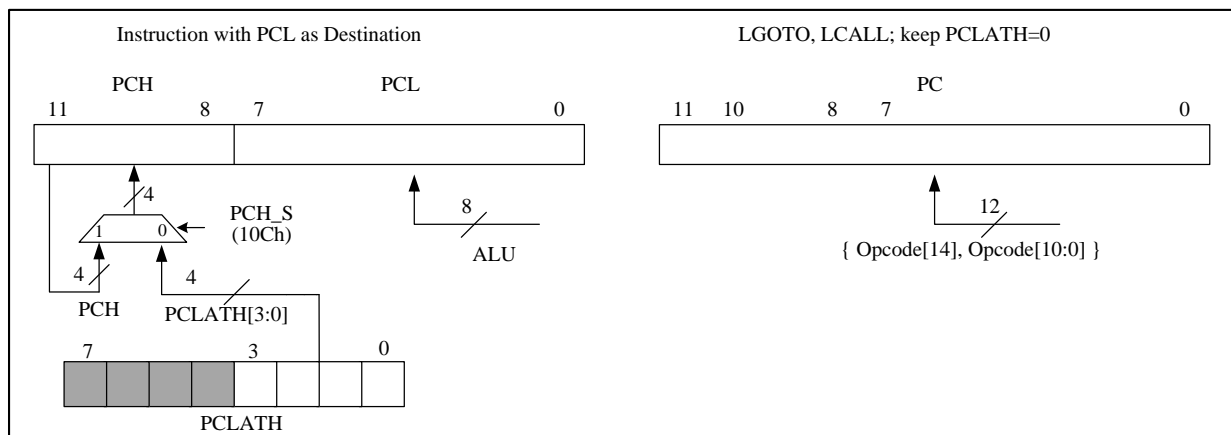 Instruction with PCL as Destination
LGOTO, LCALL; keep PCLATH=0
PCH
PCL
PC
11
8
7
0
11
10
8
7
0
4
8
12
1
0
PCH_S
(10Ch)
{ Opcode[14], Opcode[10:0] }
ALU
4
4
PCH
PCLATH[3:0]
7
3
0
PCLATH